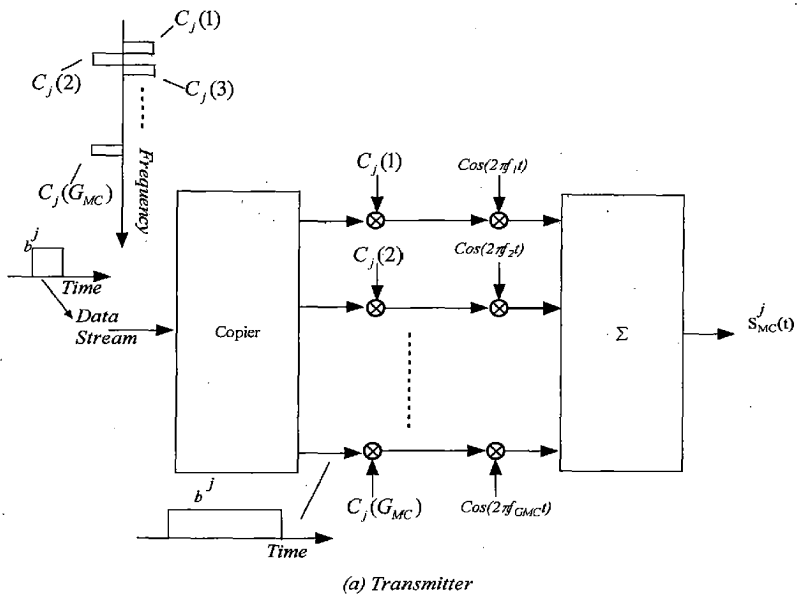 C_j(1)
C_j(2)
C_j(3)
C_j(G_MC)
Frequency
b^j
Time
Data
Stream
Copier
C_j(1)
Cos(2πf_1t)
C_j(2)
Cos(2πf_2t)
Σ
S^j_MC(t)
C_j(G_MC)
Cos(2πf_GMCt)
b^j
Time
(a) Transmitter